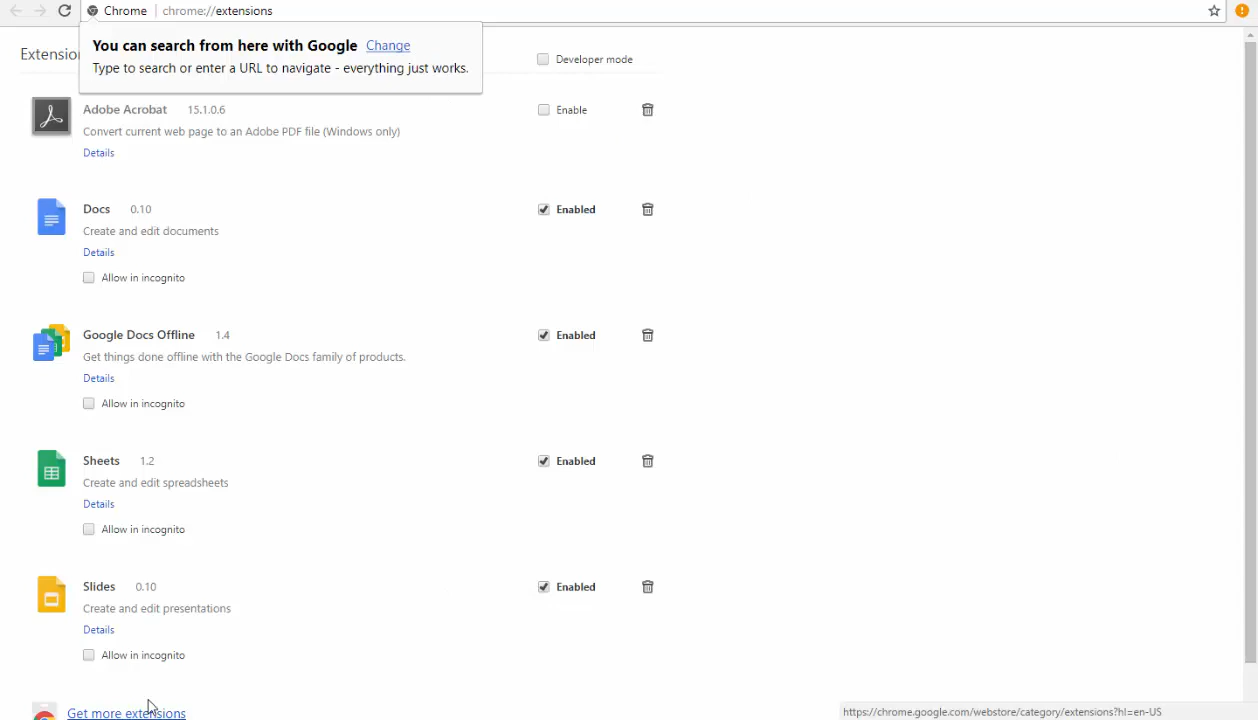 Chrome chrome://extensions
You can search from here with Google Change
Type to search or enter a URL to navigate - everything just works.
Extensio
Developer mode
Adobe Acrobat 15.1.0.6 Enable
Convert current web page to an Adobe PDF file (Windows only)
Details
Docs 0.10 Enabled
Create and edit documents
Details
Allow in incognito
Google Docs Offline 1.4 Enabled
Get things done offline with the Google Docs family of products.
Details
Allow in incognito
Sheets 1.2 Enabled
Create and edit spreadsheets
Details
Allow in incognito
Slides 0.10 Enabled
Create and edit presentations
Details
Allow in incognito
Get more extensions
https://chrome.google.com/webstore/category/extensions?hl=en-US